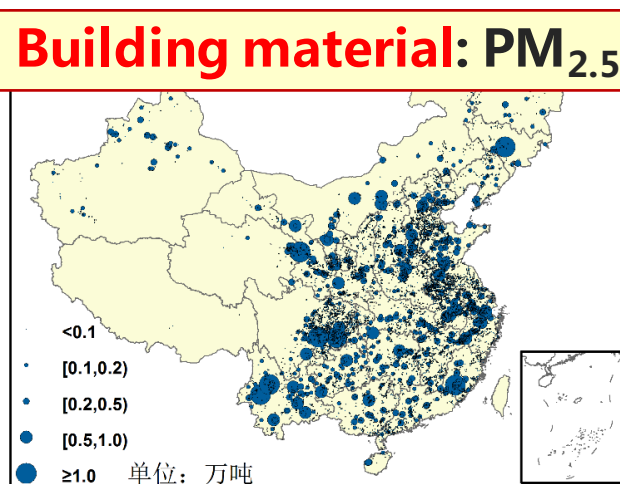 Building material: PM2.5
<0.1
[0.1,0.2)
[0.2,0.5)
[0.5,1.0)
≥1.0
单位：万吨